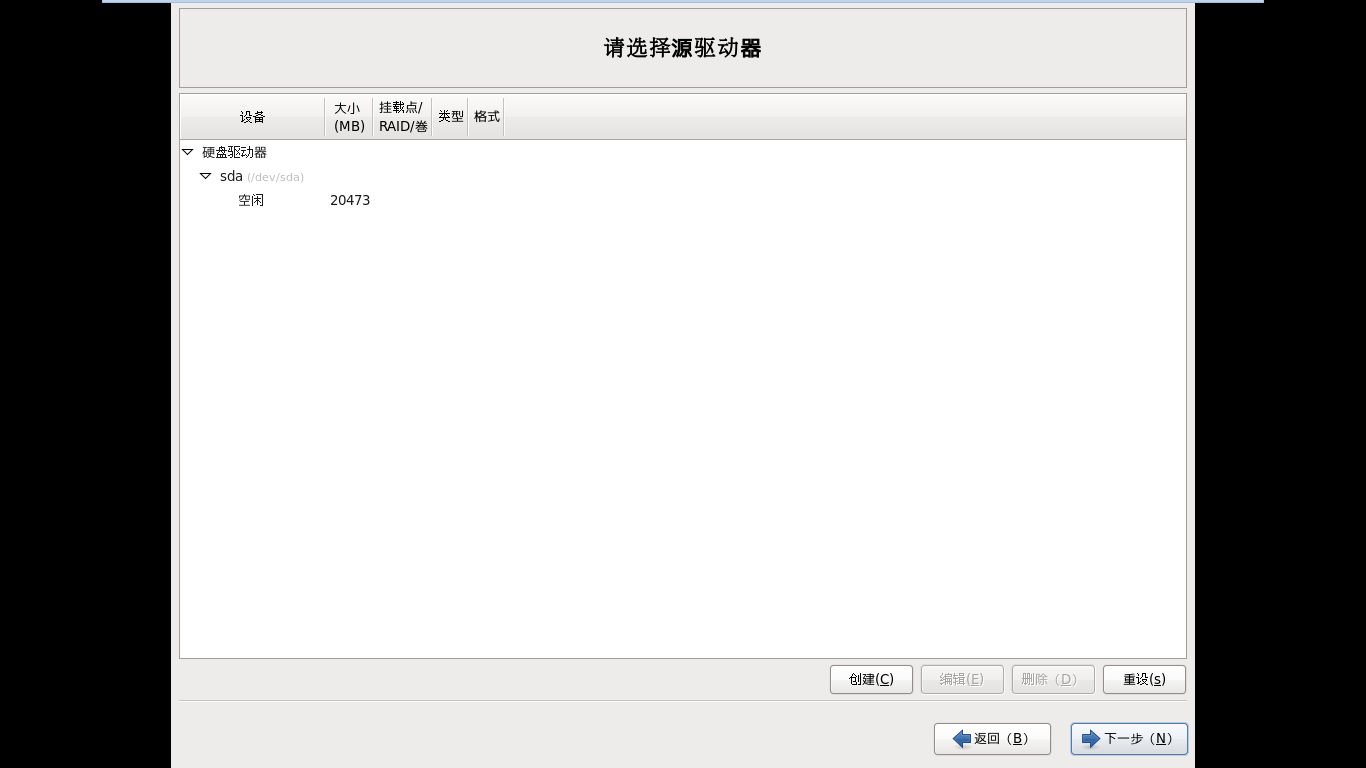 请选择源驱动器
设备
大小
(MB)
挂载点/
RAID/卷
类型
格式
硬盘驱动器
sda (/dev/sda)
空闲 20473
创建(C) 编辑(E) 删除（D） 重设(s)
返回（B） 下一步（N）